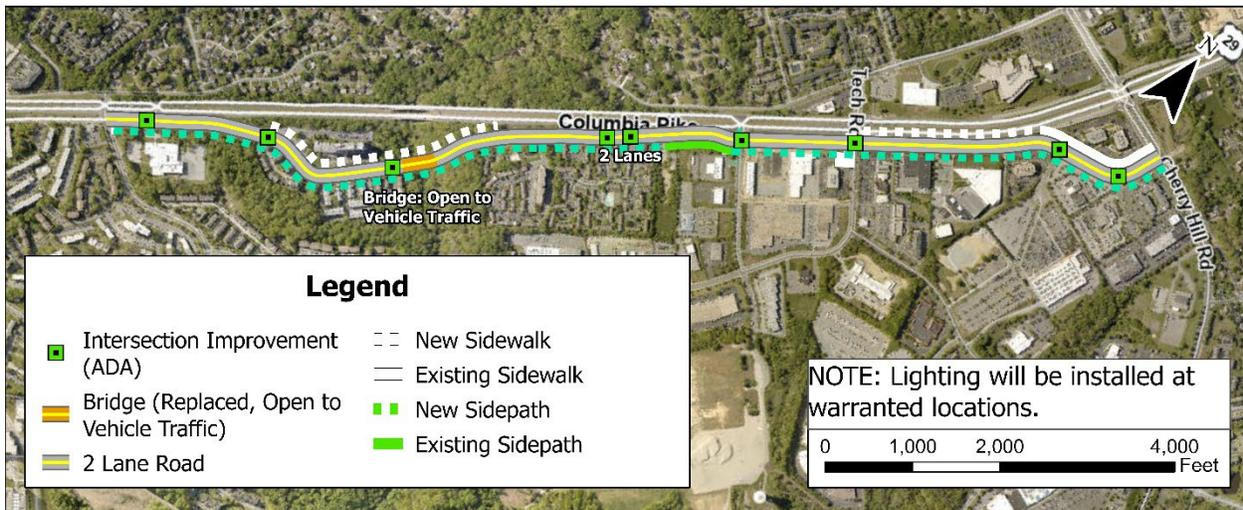 N
29
Tech Rd
Columbia Pike
2 Lanes
Bridge: Open to
Vehicle Traffic
Cherry Hill Rd
Legend
Intersection Improvement
(ADA)
Bridge (Replaced, Open to
Vehicle Traffic)
2 Lane Road
New Sidewalk
Existing Sidewalk
New Sidepath
Existing Sidepath
NOTE: Lighting will be installed at
warranted locations.
0 1,000 2,000 4,000
Feet